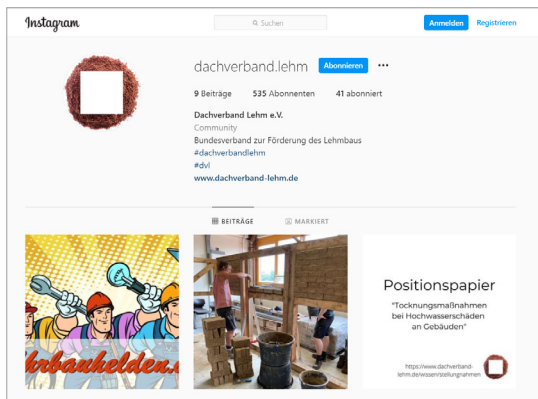 Instagram
Suchen
Anmelden
Registrieren
dachverband.lehm
Abonnieren
9 Beiträge 535 Abonnenten 41 abonniert
Dachverband Lehm e.V.
Community
Bundesverband zur Förderung des Lehmbaus
#dachverbandlehm
#dvl
www.dachverband-lehm.de
BEITRÄGE
MARKIERT
hrbauhelden.
Positionspapier
"Tocknungsmaßnahmen
bei Hochwasserschäden
an Gebäuden"
https://www.dachverband-
lehm.de/wissen/stellungnahmen